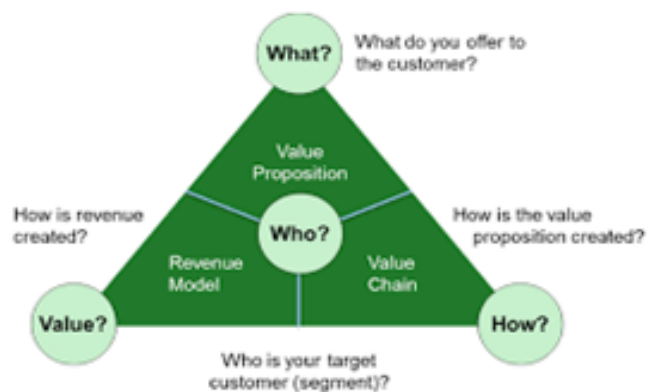 What?
What do you offer to
the customer?
Value
Proposition
How is revenue
created?
Who?
How is the value
proposition created?
Revenue
Model
Value
Chain
Value?
How?
Who is your target
customer (segment)?